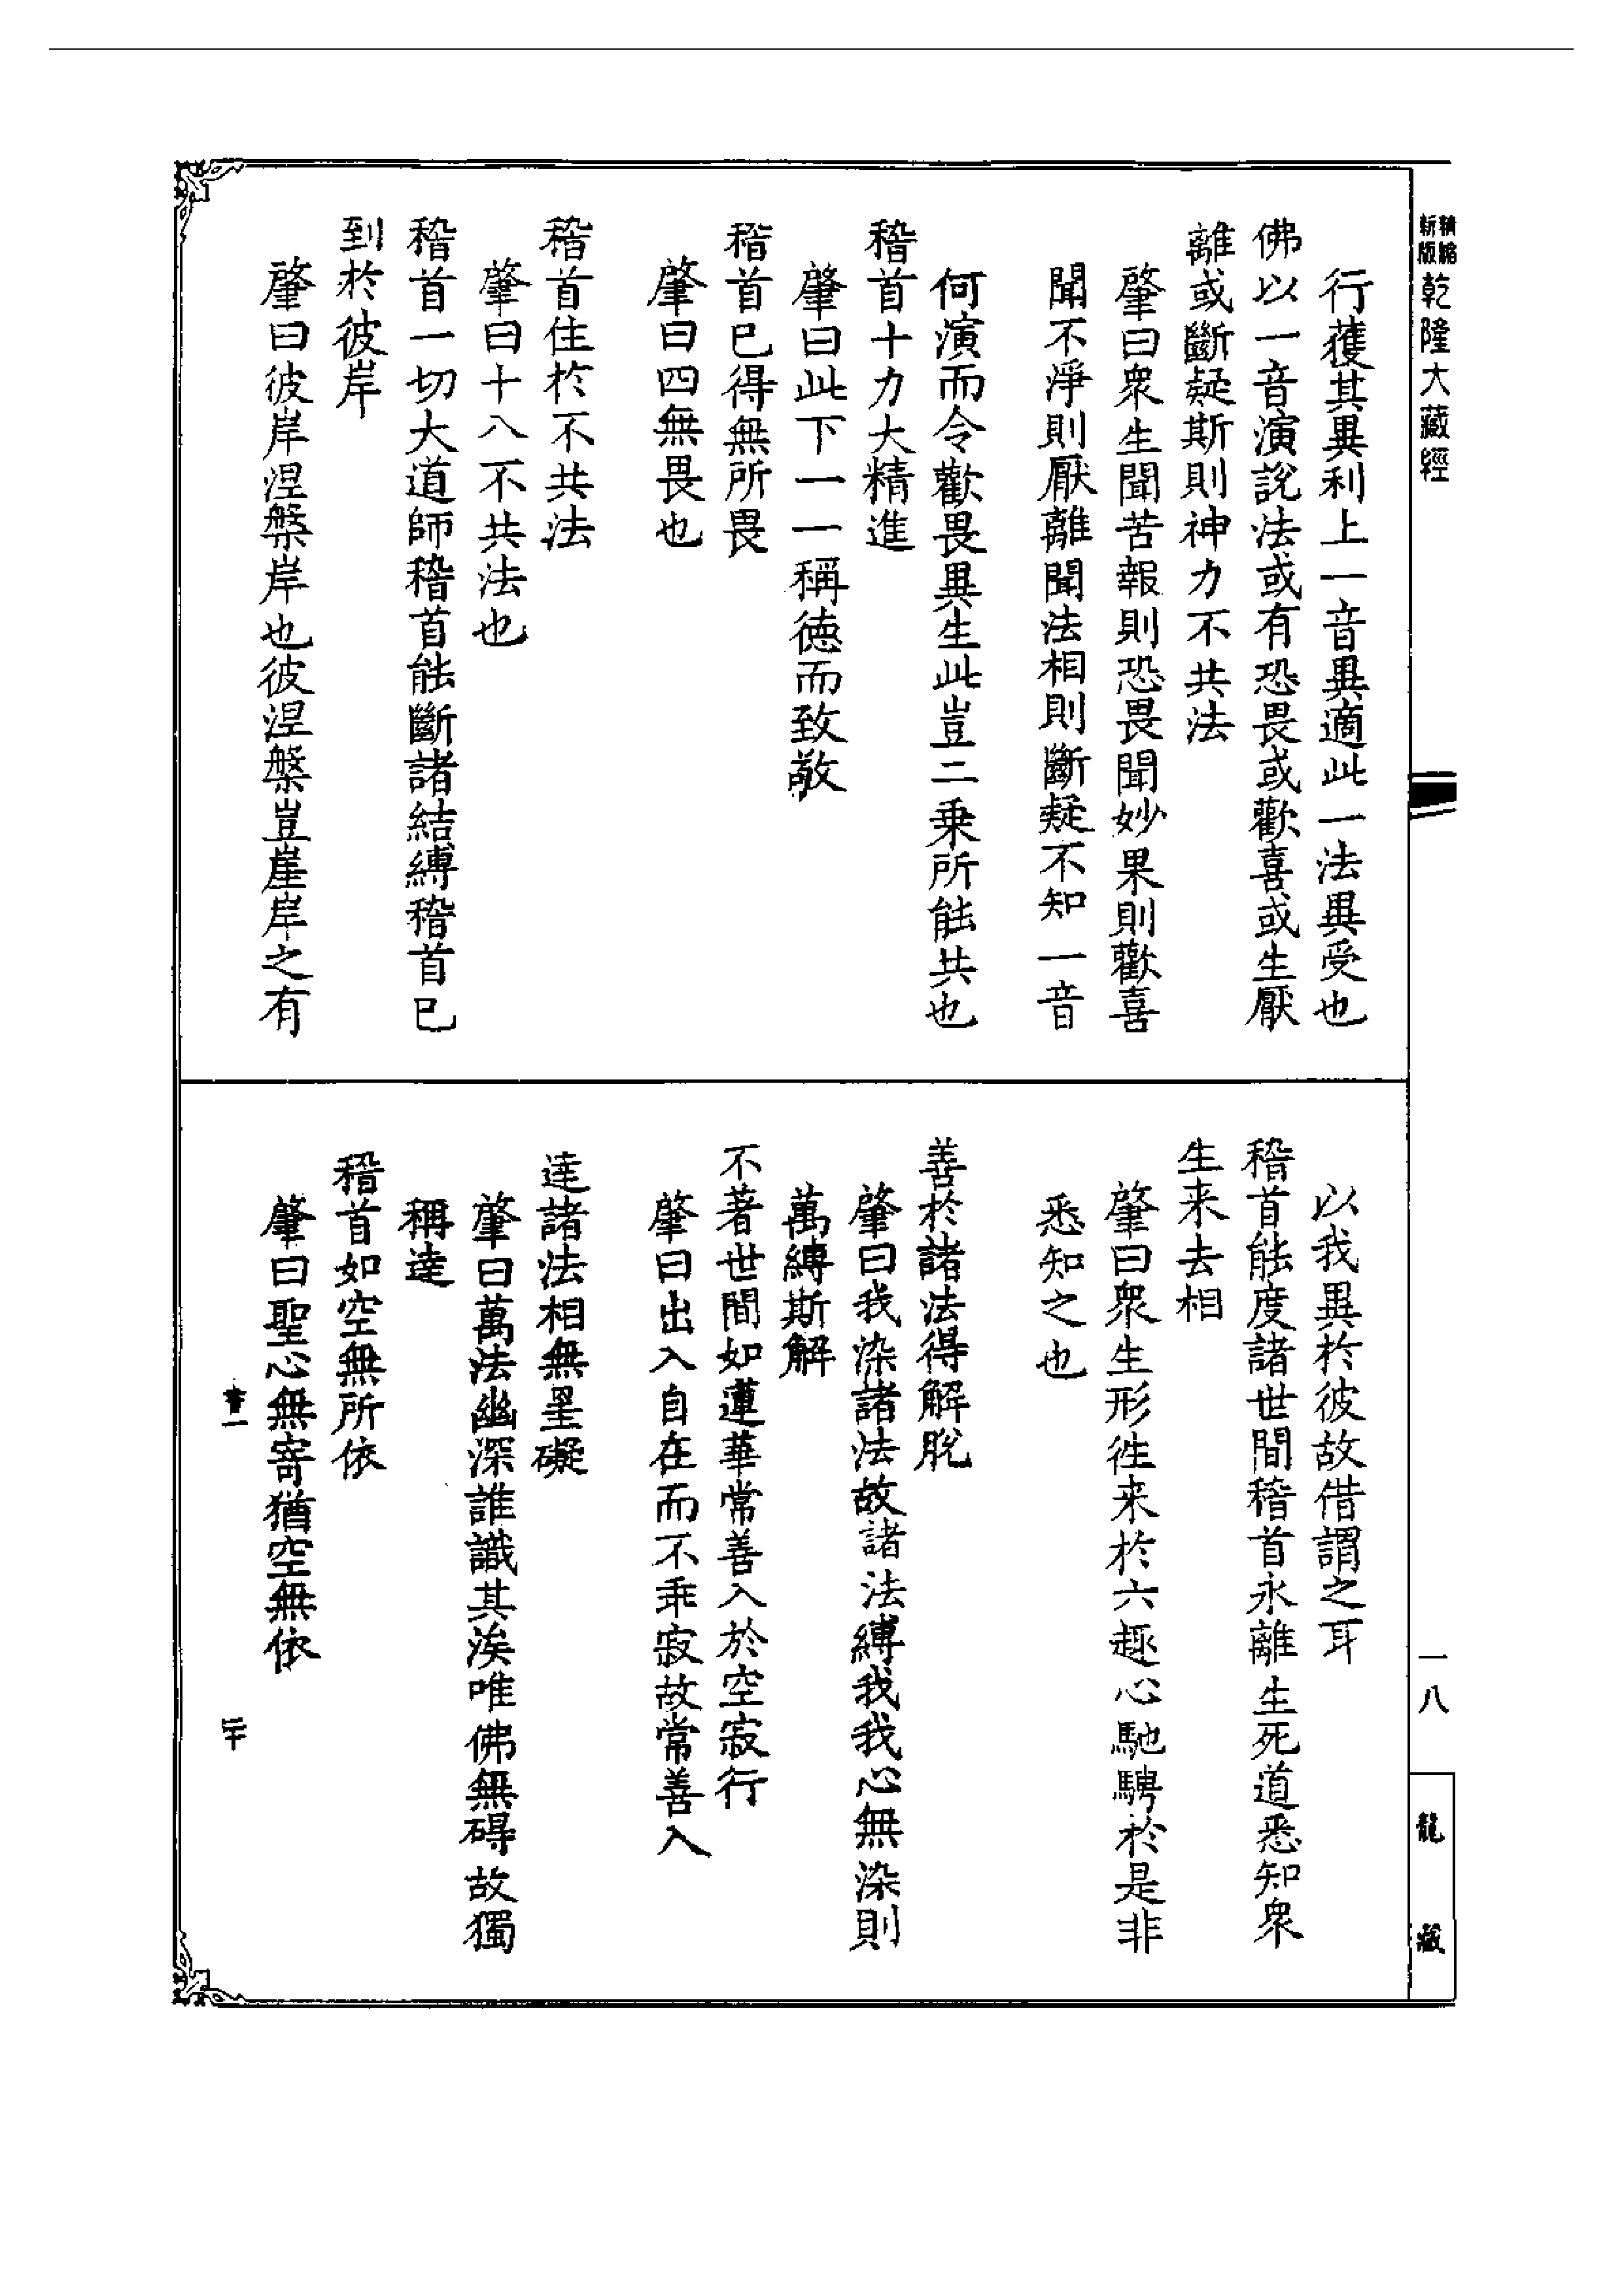 精縮
新版
乾隆大藏經
行獲其異利上一音異適此一法異受也
佛以一音演說法或有恐畏或歡喜或生厭
離或斷疑斯則神力不共法
肇曰衆生聞苦報則恐畏聞妙果則歡喜
聞不淨則厭離聞法相則斷疑不知一音
何演而令歡畏異生此豈二乘所能共也
稽首十力大精進
肇曰此下一一稱德而致敬
稽首已得無所畏
肇曰四無畏也
稽首住於不共法
肇曰十八不共法也
稽首一切大道師稽首能斷諸結縛稽首已
到於彼岸
肇曰彼岸涅槃岸也彼涅槃豈崖岸之有
以我異於彼故借謂之耳
稽首能度諸世間稽首永離生死道悉知衆
生来去相
肇曰衆生形徃来於六趣心馳騁於是非
悉知之也
善於諸法得解脫
肇曰我染諸法故諸法縛我我心無染則
萬縛斯解
不著世間如蓮華常善入於空寂行
肇曰出入自在而不乖寂故常善入
達諸法相無罣礙
肇曰萬法幽深誰識其涘唯佛無碍故獨
稱達
稽首如空無所依
肇曰聖心無寄猶空無依
一八
龍藏